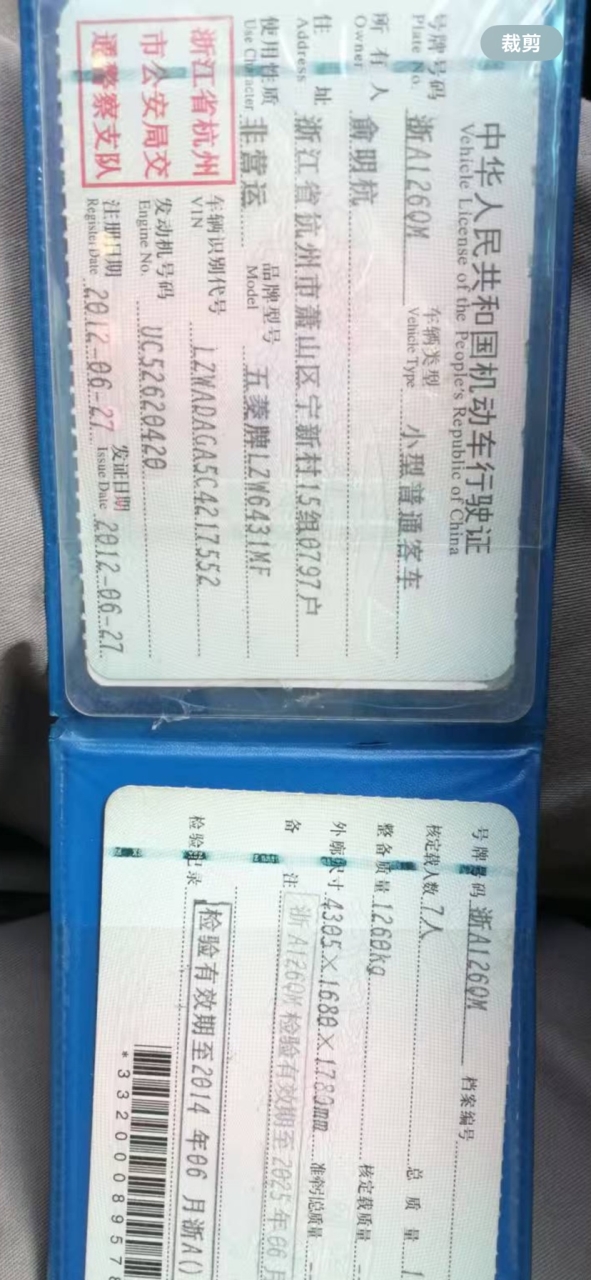 裁剪
中华人民共和国机动车行驶证
Vehicle License of the People's Republic of China
号牌号码 浙A126QM 车辆类型 小型普通客车
Plate No. Vehicle Type
所有人 俞明杭
Owner
住址 浙江省杭州市萧山区宁新村15组0797户
Address
使用性质 非营运 品牌型号 五菱牌LZW6431MF
Use Character Model
浙江省杭州
市公安局交
通警察支队
车辆识别代号 LZWADAGA5C4217552
VIN
发动机号码 UC52620420
Engine No.
注册日期 2012-06-27 发证日期 2012-06-27
Register Date Issue Date
号牌号码 浙A126QM 档案编号
核定载人数 7人 总质量 1
整备质量 1260kg 核定载质量
外廓尺寸 4305×1680×1780mm 准牵引总质量
备注 浙A126QM检验有效期至2025年06月
检验记录 检验有效期至2014年06月浙A()
*33200089578